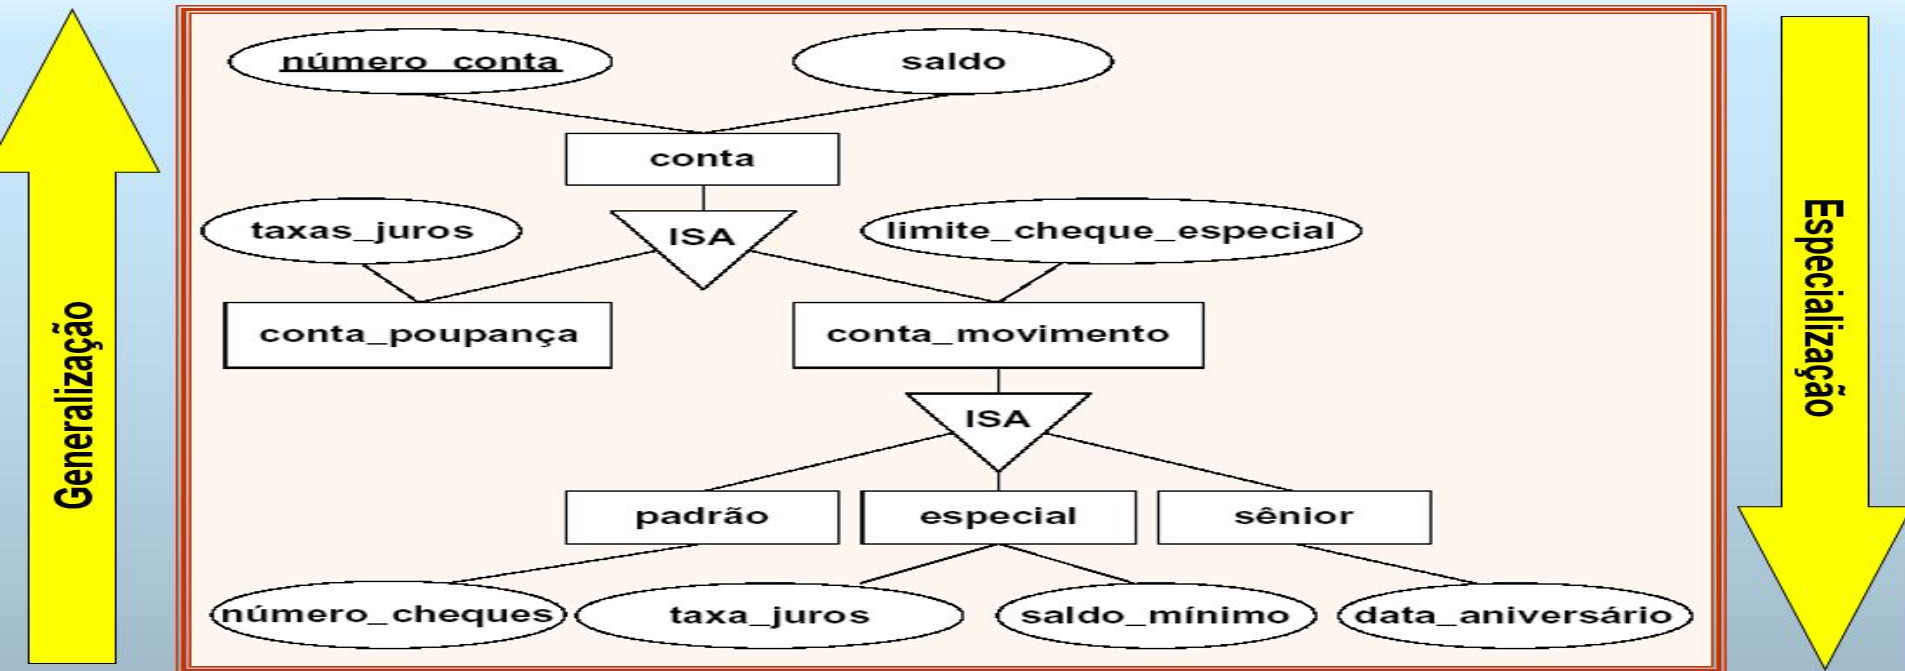 número_conta
saldo
conta
taxas_juros
ISA
limite_cheque_especial
conta_poupança
conta_movimento
ISA
padrão
especial
sênior
número_cheques
taxa_juros
saldo_mínimo
data_aniversário
Generalização
Especialização